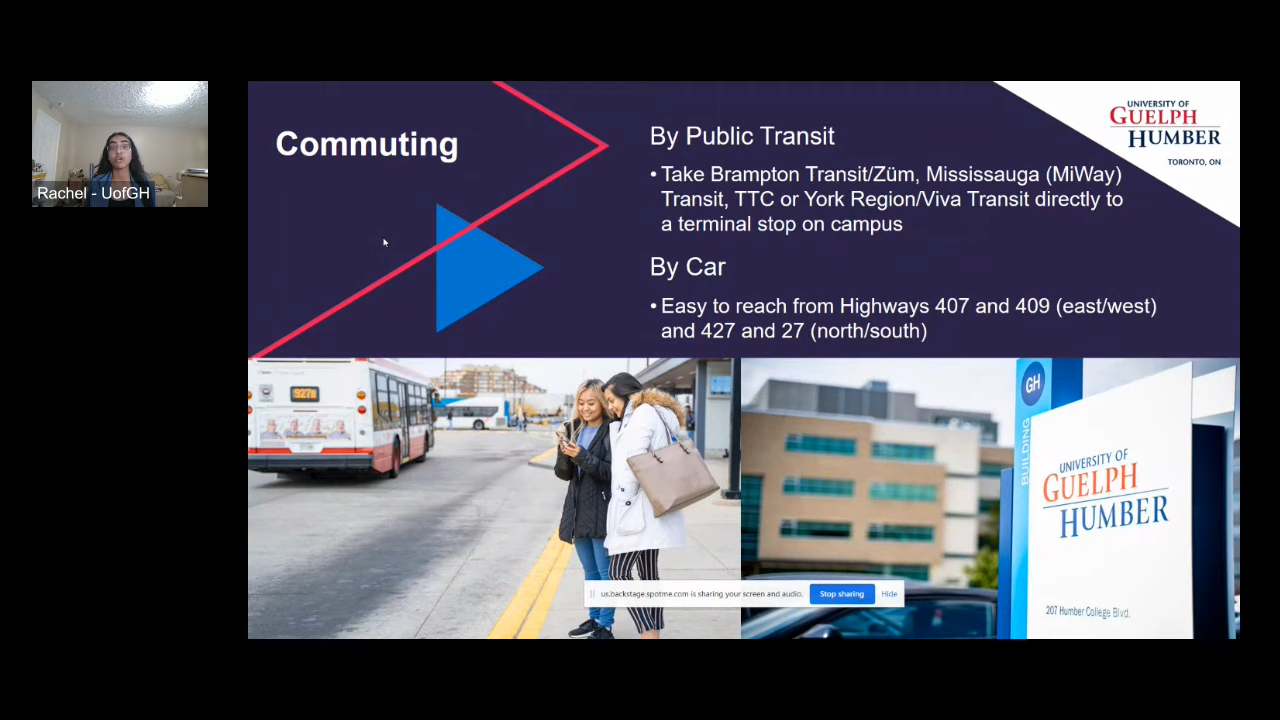 Commuting
By Public Transit
• Take Brampton Transit/Züm, Mississauga (MiWay)
Transit, TTC or York Region/Viva Transit directly to
a terminal stop on campus
By Car
• Easy to reach from Highways 407 and 409 (east/west)
and 427 and 27 (north/south)
UNIVERSITY OF
GUELPH
HUMBER
TORONTO, ON
Rachel - UofGH
927B
GH
BUILDING
UNIVERSITY OF
GUELPH
HUMBER
207 Humber College Blvd.
us.backstage.spotme.com is sharing your screen and audio.
Stop sharing
Hide